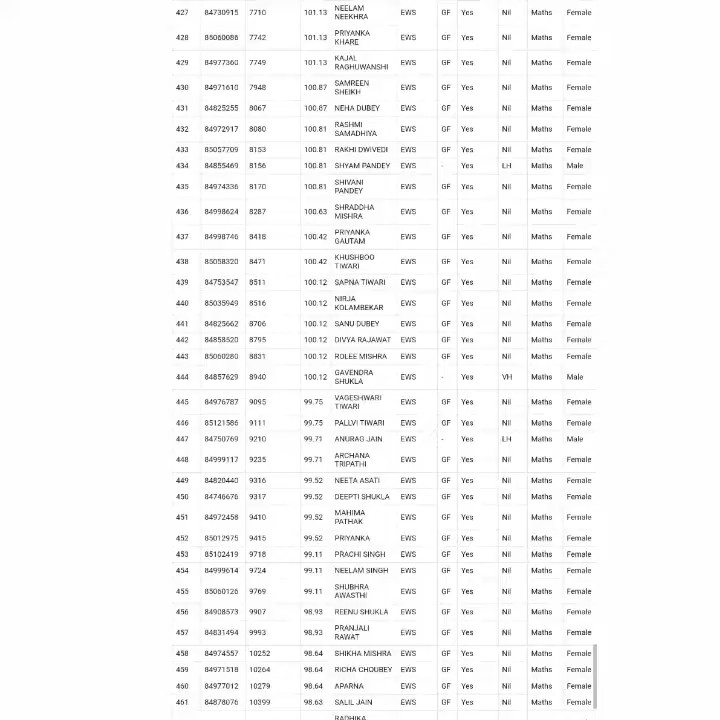 427 84730915 7710 101.13 NEELAM NEEKHRA EWS GF Yes Nil Maths Female
428 85060086 7742 101.13 PRIYANKA KHARE EWS GF Yes Nil Maths Female
429 84977360 7749 101.13 KAJAL RAGHUWANSHI EWS GF Yes Nil Maths Female
430 84971610 7948 100.87 SAMREEN SHEIKH EWS GF Yes Nil Maths Female
431 84825255 8067 100.87 NEHA DUBEY EWS GF Yes Nil Maths Female
432 84972917 8080 100.81 RASHMI SAMADHIYA EWS GF Yes Nil Maths Female
433 85057709 8153 100.81 RAKHI DWIVEDI EWS GF Yes Nil Maths Female
434 84855469 8156 100.81 SHYAM PANDEY EWS - Yes LH Maths Male
435 84974336 8170 100.81 SHIVANI PANDEY EWS GF Yes Nil Maths Female
436 84998624 8287 100.63 SHRADDHA MISHRA EWS GF Yes Nil Maths Female
437 84998746 8418 100.42 PRIYANKA GAUTAM EWS GF Yes Nil Maths Female
438 85058320 8471 100.42 KHUSHBOO TIWARI EWS GF Yes Nil Maths Female
439 84753547 8511 100.12 SAPNA TIWARI EWS GF Yes Nil Maths Female
440 85035949 8516 100.12 NIRJA KOLAMBEKAR EWS GF Yes Nil Maths Female
441 84825662 8706 100.12 SANU DUBEY EWS GF Yes Nil Maths Female
442 84858520 8795 100.12 DIVYA RAJAWAT EWS GF Yes Nil Maths Female
443 85060280 8831 100.12 ROLEE MISHRA EWS GF Yes Nil Maths Female
444 84857629 8940 100.12 GAVENDRA SHUKLA EWS - Yes VH Maths Male
445 84976787 9095 99.75 VAGESHWARI TIWARI EWS GF Yes Nil Maths Female
446 85121586 9111 99.75 PALLVI TIWARI EWS GF Yes Nil Maths Female
447 84750769 9210 99.71 ANURAG JAIN EWS - Yes LH Maths Male
448 84999117 9235 99.71 ARCHANA TRIPATHI EWS GF Yes Nil Maths Female
449 84820440 9316 99.52 NEETA ASATI EWS GF Yes Nil Maths Female
450 84746676 9317 99.52 DEEPTI SHUKLA EWS GF Yes Nil Maths Female
451 84972458 9410 99.52 MAHIMA PATHAK EWS GF Yes Nil Maths Female
452 85012975 9415 99.52 PRIYANKA EWS GF Yes Nil Maths Female
453 85102419 9718 99.11 PRACHI SINGH EWS GF Yes Nil Maths Female
454 84999614 9724 99.11 NEELAM SINGH EWS GF Yes Nil Maths Female
455 85060126 9769 99.11 SHUBHRA AWASTHI EWS GF Yes Nil Maths Female
456 84908573 9907 98.93 REENU SHUKLA EWS GF Yes Nil Maths Female
457 84831494 9993 98.93 PRANJALI RAWAT EWS GF Yes Nil Maths Female
458 84974557 10252 98.64 SHIKHA MISHRA EWS GF Yes Nil Maths Female
459 84971518 10264 98.64 RICHA CHOUBEY EWS GF Yes Nil Maths Female
460 84977012 10279 98.64 APARNA EWS GF Yes Nil Maths Female
461 84878076 10399 98.63 SALIL JAIN EWS GF Yes Nil Maths Female
RADHIKA